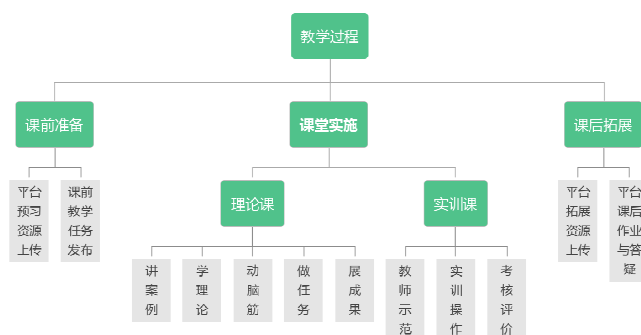 教学过程
课前准备
课堂实施
课后拓展
平台
预习
资源
上传
课前
教学
任务
发布
理论课
实训课
平台
拓展
资源
上传
平台
课后
作业
与答
疑
讲
案
例
学
理
论
动
脑
筋
做
任
务
展
成
果
教
师
示
范
实
训
操
作
考
核
评
价